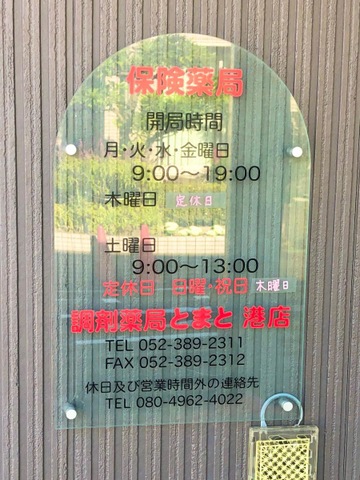 保険薬局
開局時間
月・火・水・金曜日
9:00〜19:00
木曜日 定休日
土曜日
9:00〜13:00
定休日 日曜・祝日 木曜日
調剤薬局とまと 港店
TEL 052-389-2311
FAX 052-389-2312
休日及び営業時間外の連絡先
TEL 080-4962-4022